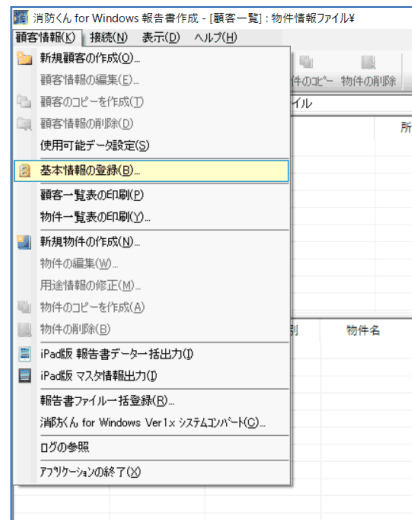 消防くん for Windows 報告書作成 - [顧客一覧] : 物件情報ファイル¥
顧客情報(K) 接続(N) 表示(D) ヘルプ(H)
新規顧客の作成(O)...
顧客情報の編集(E)...
顧客のコピーを作成(T)
顧客情報の削除(D)
使用可能データ設定(S)
基本情報の登録(B)...
顧客一覧表の印刷(P)
物件一覧表の印刷(Y)...
新規物件の作成(N)...
物件の編集(W)...
用途情報の修正(M)...
物件のコピーを作成(A)
物件の削除(B)
iPad版 報告書データ一括出力(I)
iPad版 マスタ情報出力(I)
報告書ファイル一括登録(R)...
消防くん for Windows Ver1x システムコンバート(C)...
ログの参照
アプリケーションの終了(X)
件のコピー 物件の削除
イル
所
別 物件名